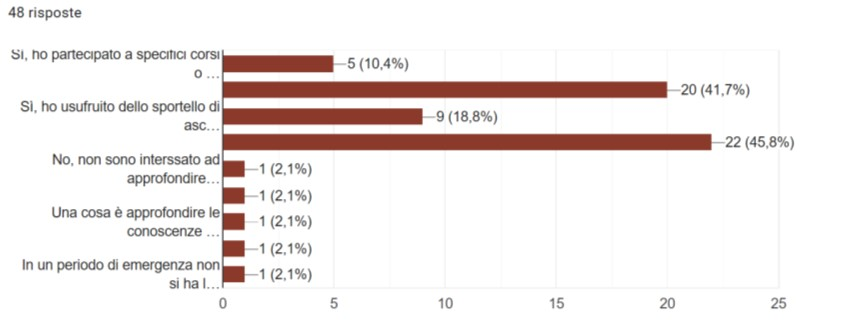 48 risposte
Sì, ho partecipato a specifici corsi
o …
5 (10,4%)
20 (41,7%)
Sì, ho usufruito dello sportello di
asc…
9 (18,8%)
22 (45,8%)
No, non sono interssato ad
approfondire…
1 (2,1%)
1 (2,1%)
Una cosa è approfondire le
conoscenze …
1 (2,1%)
1 (2,1%)
In un periodo di emergenza non
si ha l…
1 (2,1%)
0 5 10 15 20 25